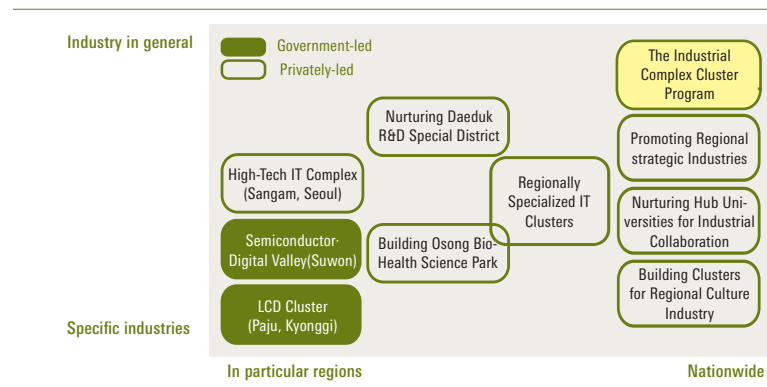 Industry in general
Government-led
Privately-led
The Industrial
Complex Cluster
Program
Nurturing Daeduk
R&D Special District
Promoting Regional
strategic Industries
High-Tech IT Complex
(Sangam, Seoul)
Regionally
Specialized IT
Clusters
Nurturing Hub Uni-
versities for Industrial
Collaboration
Semiconductor·
Digital Valley(Suwon)
Building Osong Bio-
Health Science Park
Building Clusters
for Regional Culture
Industry
LCD Cluster
(Paju, Kyonggi)
Specific industries
In particular regions
Nationwide